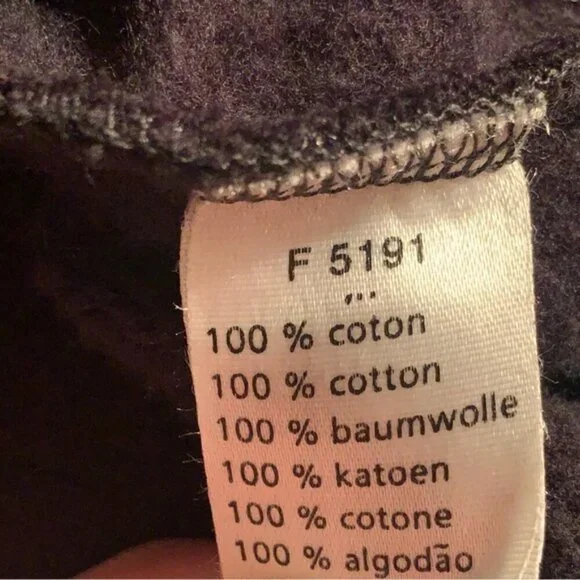 F 5191
100 % coton
100 % cotton
100 % baumwolle
100 % katoen
100 % cotone
100 % algodão